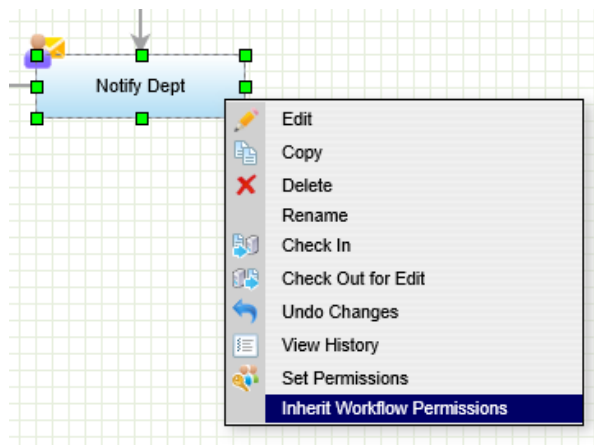 Notify Dept
Edit
Copy
Delete
Rename
Check In
Check Out for Edit
Undo Changes
View History
Set Permissions
Inherit Workflow Permissions